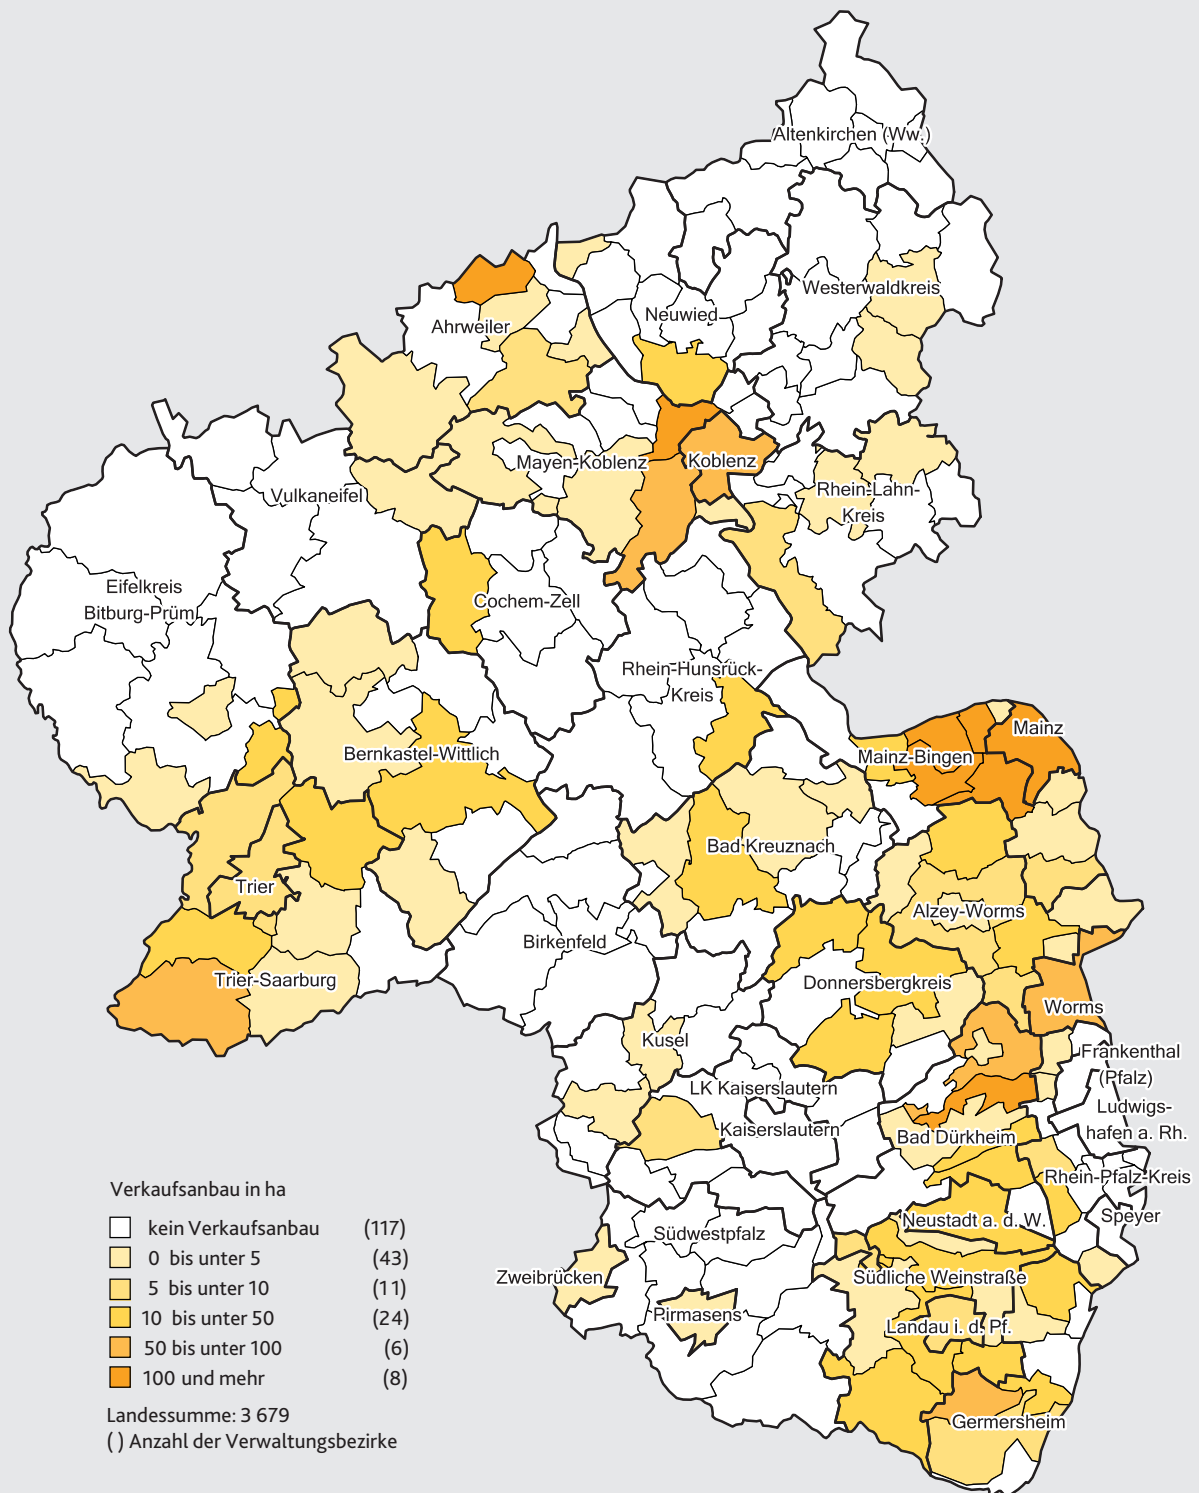 Altenkirchen (Ww.)
Westerwaldkreis
Neuwied
Ahrweiler
Mayen-Koblenz
Koblenz
Rhein-Lahn-
Kreis
Vulkaneifel
Eifelkreis
Bitburg-Prüm
Cochem-Zell
Rhein-Hunsrück-
Kreis
Bernkastel-Wittlich
Mainz
Mainz-Bingen
Bad Kreuznach
Trier
Alzey-Worms
Birkenfeld
Trier-Saarburg
Donnersbergkreis
Worms
Kusel
Frankenthal
(Pfalz)
LK Kaiserslautern
Ludwigs-
hafen a. Rh.
Kaiserslautern
Bad Dürkheim
Rhein-Pfalz-Kreis
Neustadt a. d. W.
Speyer
Südwestpfalz
Zweibrücken
Südliche Weinstraße
Pirmasens
Landau i. d. Pf.
Germersheim
Verkaufsanbau in ha
kein Verkaufsanbau (117)
0 bis unter 5 (43)
5 bis unter 10 (11)
10 bis unter 50 (24)
50 bis unter 100 (6)
100 und mehr (8)
Landessumme: 3 679
( ) Anzahl der Verwaltungsbezirke